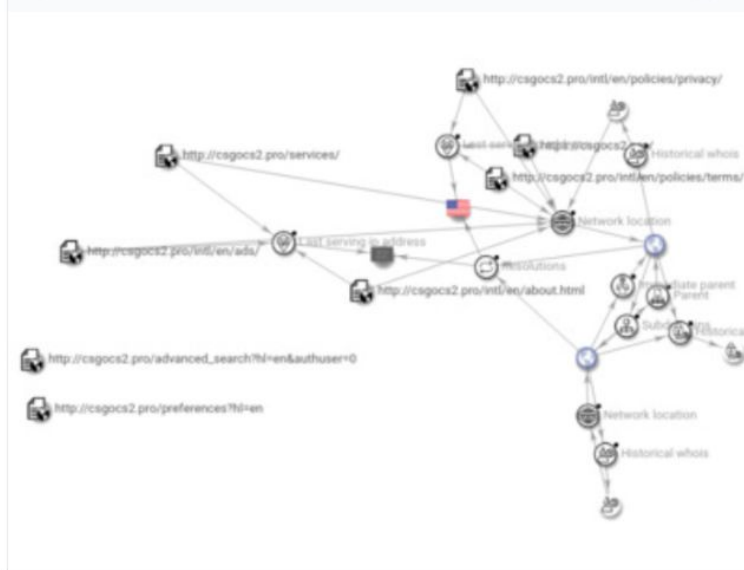 http://csgocs2.pro/intl/en/policies/privacy/
http://csgocs2.pro/services/
Historical whois
http://csgocs2.pro/intl/en/policies/terms/
Network location
Last serving ip address
http://csgocs2.pro/intl/en/ads/
Resolutions
http://csgocs2.pro/intl/en/about.html
Immediate parent
Parent
http://csgocs2.pro/advanced_search?hl=en&authuser=0
http://csgocs2.pro/preferences?hl=en
Network location
Historical whois